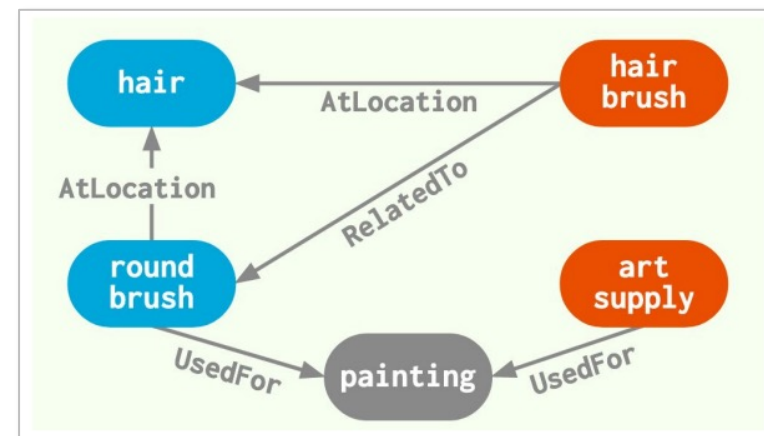 hair
hair
brush
AtLocation
AtLocation
RelatedTo
round
brush
art
supply
UsedFor
painting
UsedFor